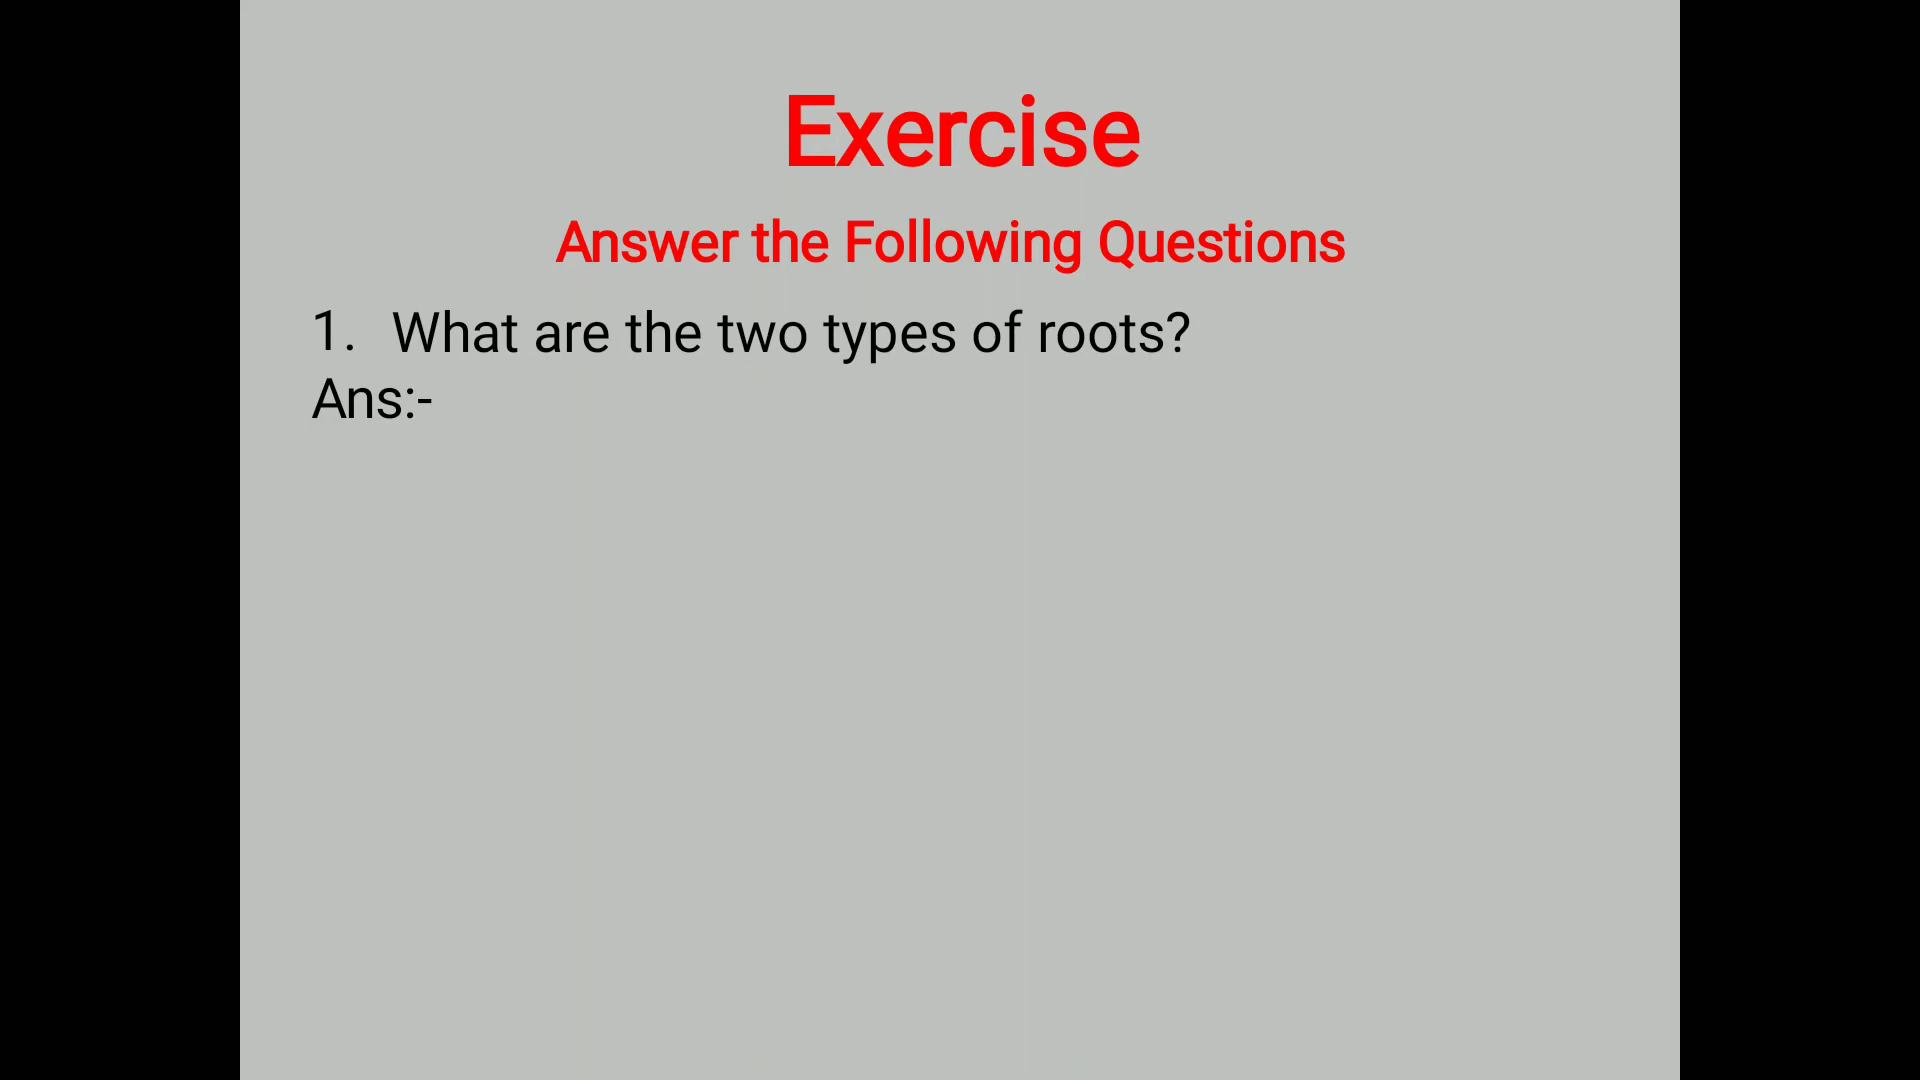 Exercise
Answer the Following Questions
1. What are the two types of roots?
Ans:-